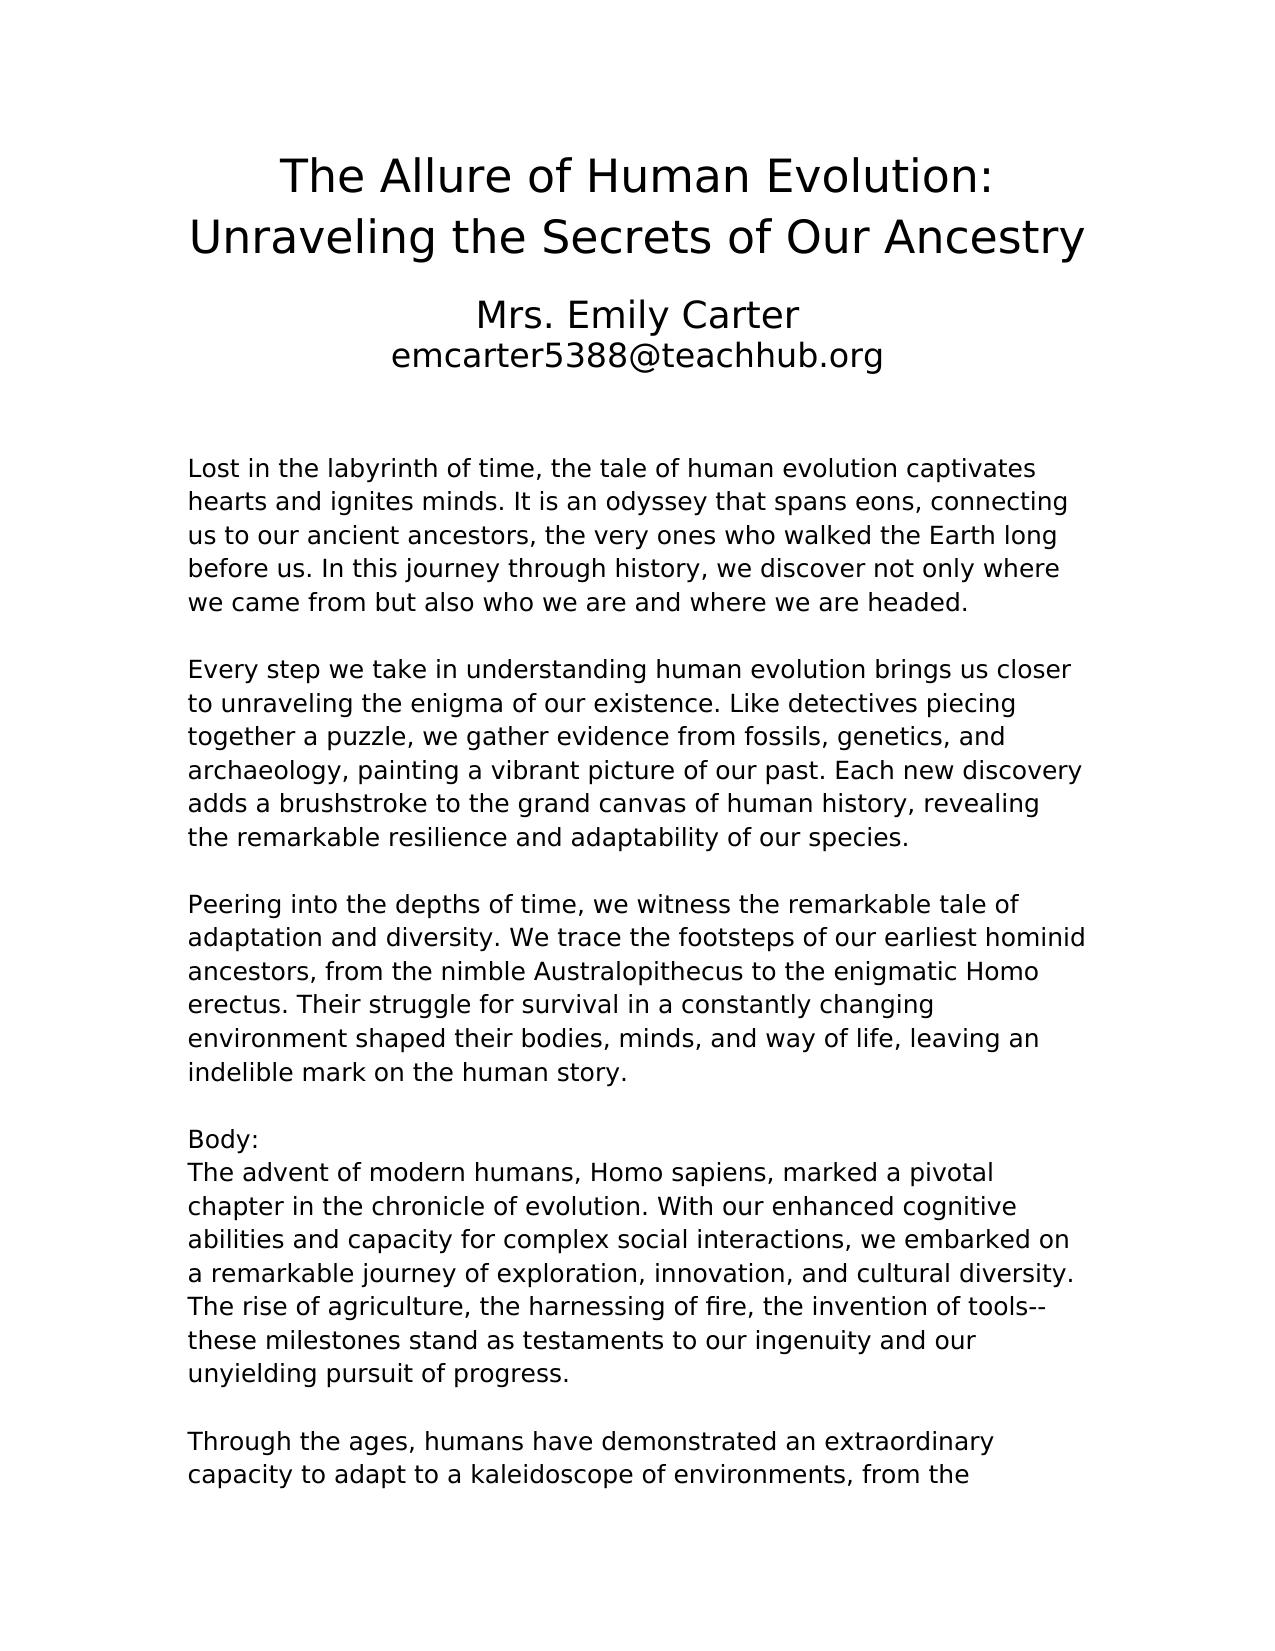 The Allure of Human Evolution:
Unraveling the Secrets of Our Ancestry
Mrs. Emily Carter
emcarter5388@teachhub.org
Lost in the labyrinth of time, the tale of human evolution captivates
hearts and ignites minds. It is an odyssey that spans eons, connecting
us to our ancient ancestors, the very ones who walked the Earth long
before us. In this journey through history, we discover not only where
we came from but also who we are and where we are headed.
Every step we take in understanding human evolution brings us closer
to unraveling the enigma of our existence. Like detectives piecing
together a puzzle, we gather evidence from fossils, genetics, and
archaeology, painting a vibrant picture of our past. Each new discovery
adds a brushstroke to the grand canvas of human history, revealing
the remarkable resilience and adaptability of our species.
Peering into the depths of time, we witness the remarkable tale of
adaptation and diversity. We trace the footsteps of our earliest hominid
ancestors, from the nimble Australopithecus to the enigmatic Homo
erectus. Their struggle for survival in a constantly changing
environment shaped their bodies, minds, and way of life, leaving an
indelible mark on the human story.
Body:
The advent of modern humans, Homo sapiens, marked a pivotal
chapter in the chronicle of evolution. With our enhanced cognitive
abilities and capacity for complex social interactions, we embarked on
a remarkable journey of exploration, innovation, and cultural diversity.
The rise of agriculture, the harnessing of fire, the invention of tools--
these milestones stand as testaments to our ingenuity and our
unyielding pursuit of progress.
Through the ages, humans have demonstrated an extraordinary
capacity to adapt to a kaleidoscope of environments, from the